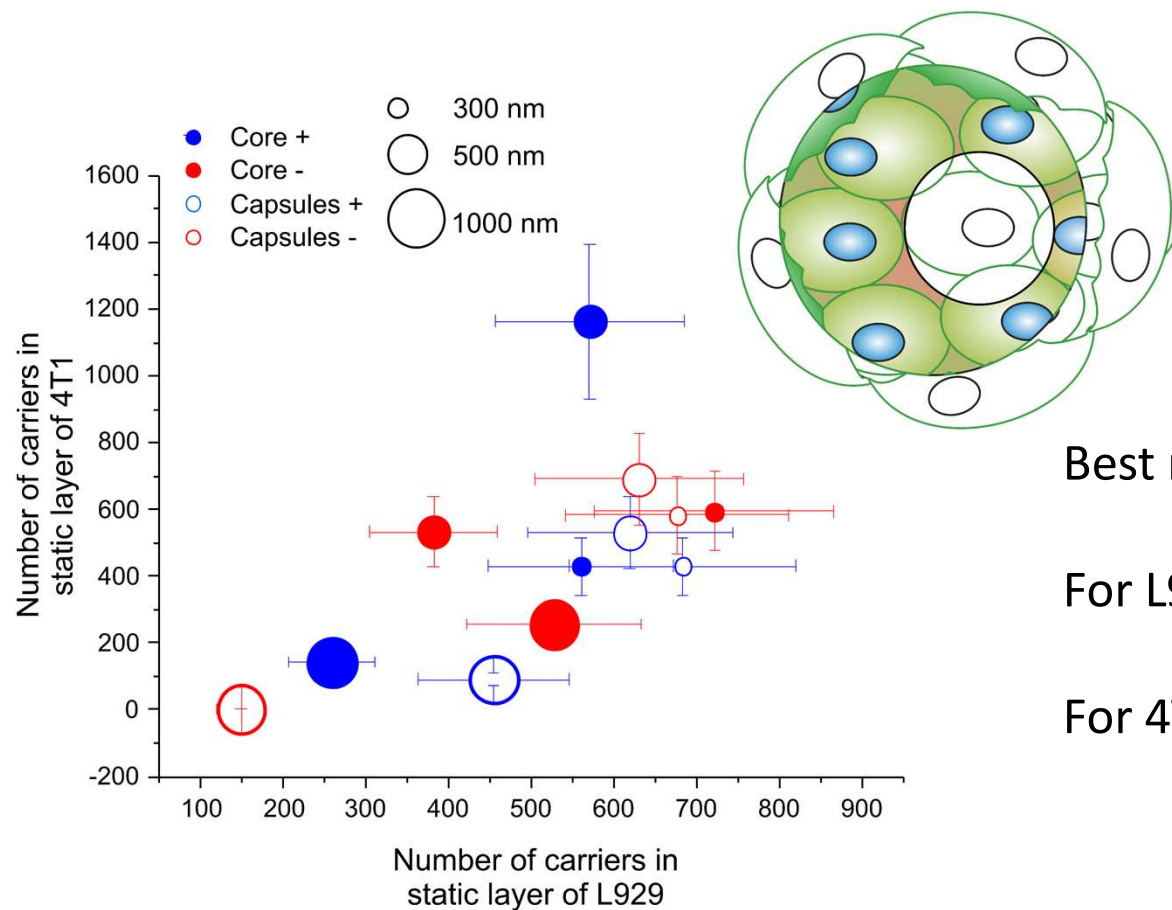 300 nm
500 nm
1000 nm
Core +
Core -
Capsules +
Capsules -
1600
1400
1200
1000
800
600
400
200
0
-200
100 200 300 400 500 600 700 800 900
Number of carriers in
static layer of 4T1
Number of carriers in
static layer of L929
Best
For
For